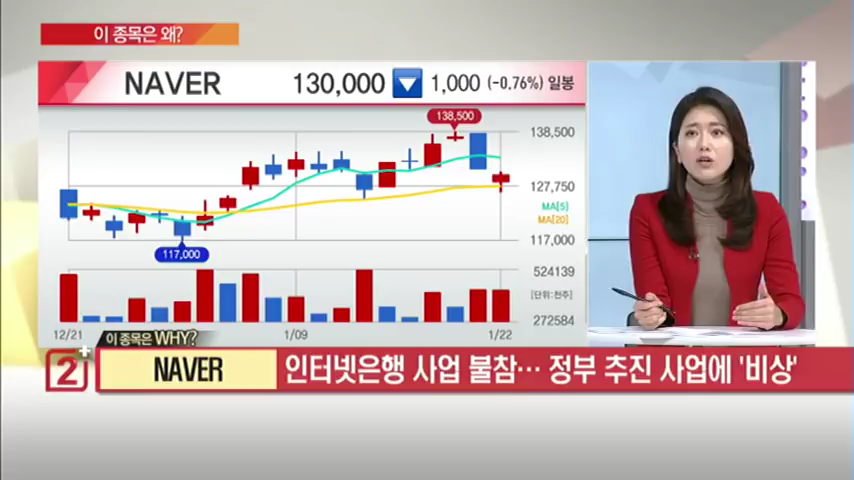 이 종목은 왜?
NAVER 130,000 ▼ 1,000 (-0.76%) 일봉
138,500
138,500
127,750
MA[5]
MA[20]
117,000
117,000
524139
[단위:천주]
272584
12/21 1/09 1/22
이 종목은 WHY?
2+ NAVER 인터넷은행 사업 불참… 정부 추진 사업에 '비상'